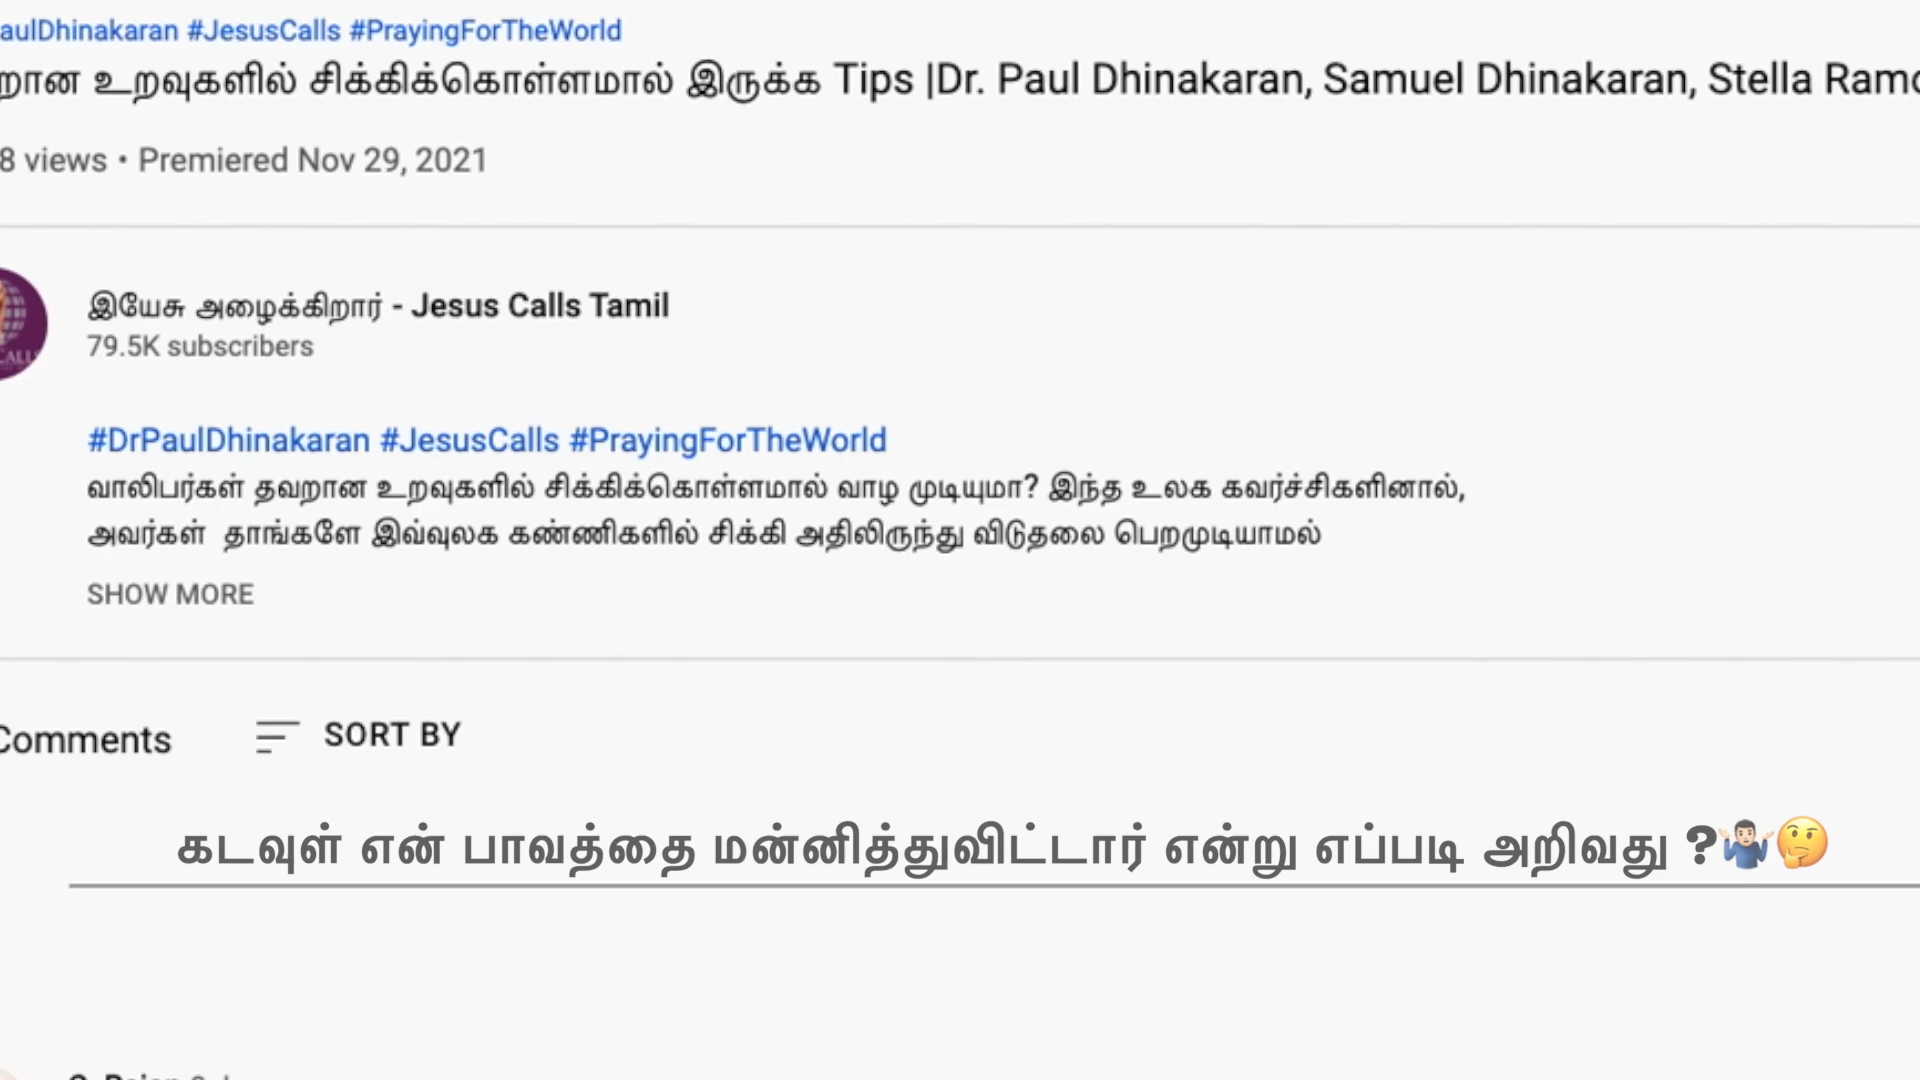 #JesusCalls #PrayingForTheWorld
உறவுகளில் சிக்கிக்கொள்ளமால் இருக்க Tips |Dr. Paul Dhinakaran, Samuel Dhinakaran, Stella
8 views • Premiered Nov 29, 2021
இயேசு அழைக்கிறார் - Jesus Calls Tamil
79.5K subscribers
#DrPaulDhinakaran #JesusCalls #PrayingForTheWorld
வாலிபர்கள் தவறான உறவுகளில் சிக்கிக்கொள்ளமால் வாழ முடியுமா? இந்த உலக கவர்ச்சிகளினால்,
அவர்கள் தாங்களே இவ்வுலக கண்ணிகளில் சிக்கி அதிலிருந்து விடுதலை பெறமுடியாமல்
SHOW MORE
Comments SORT BY
கடவுள் என் பாவத்தை மன்னித்துவிட்டார் என்று எப்படி அறிவது ?🤷🏻‍♂️🤔